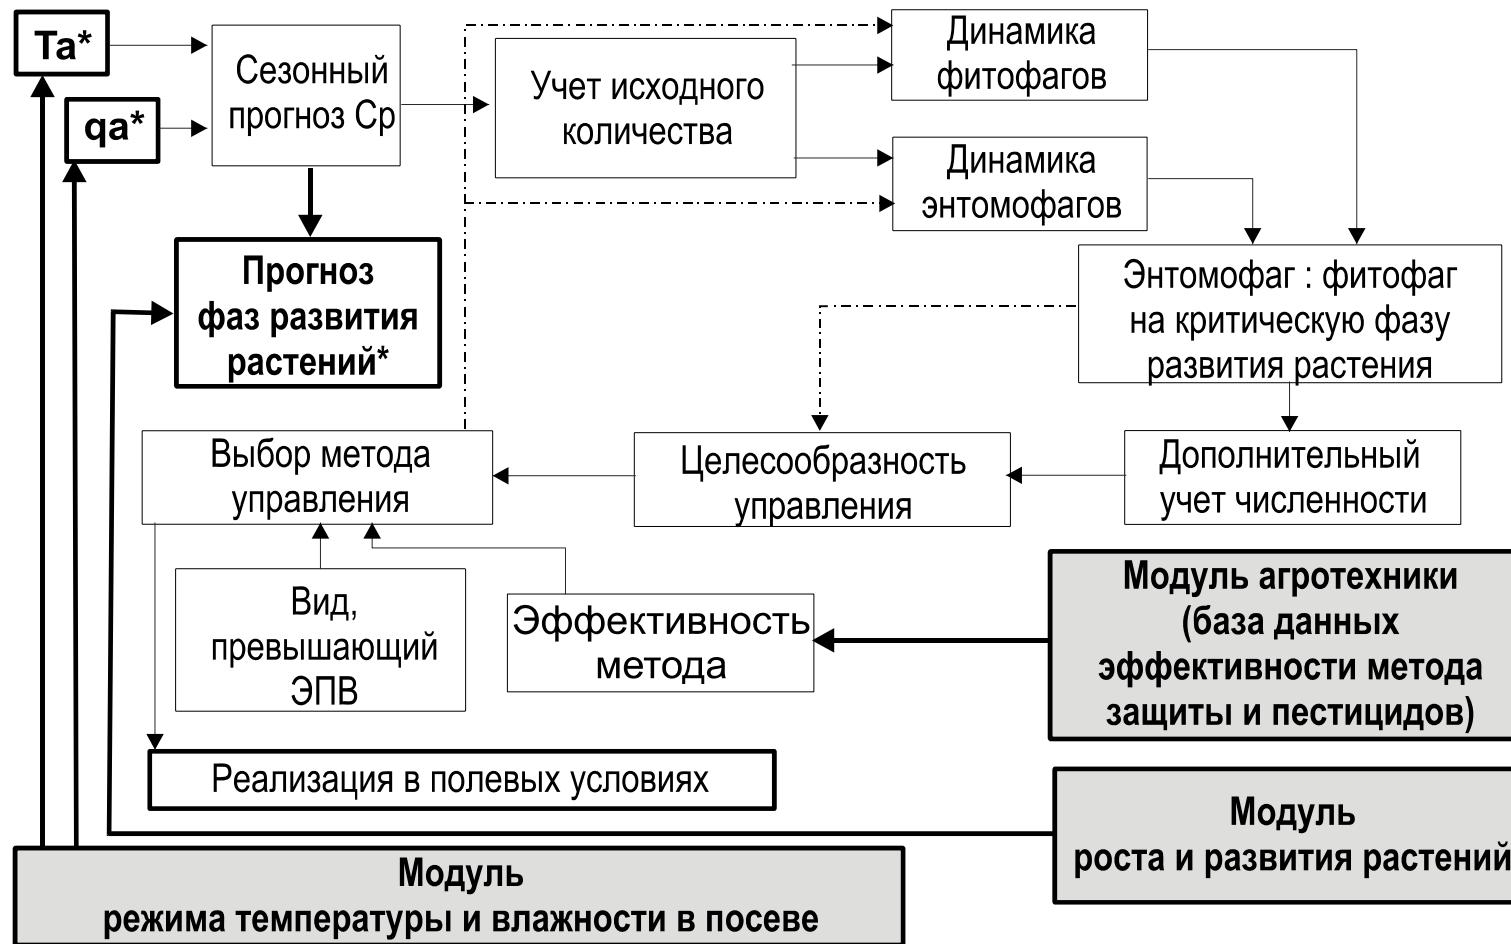 Ta*
qa*
Сезонный
прогноз Ср
Учет исходного
количества
Динамика
фитофагов
Динамика
энтомофагов
Прогноз
фаз развития
растений*
Энтомофаг : фитофаг
на критическую фазу
развития растения
Выбор метода
управления
Целесообразность
управления
Дополнительный
учет численности
Вид,
превышающий
ЭПВ
Эффективность
метода
Модуль агротехники
(база данных
эффективности метода
защиты и пестицидов)
Реализация в полевых условиях
Модуль
роста и развития растений
Модуль
режима температуры и влажности в посеве